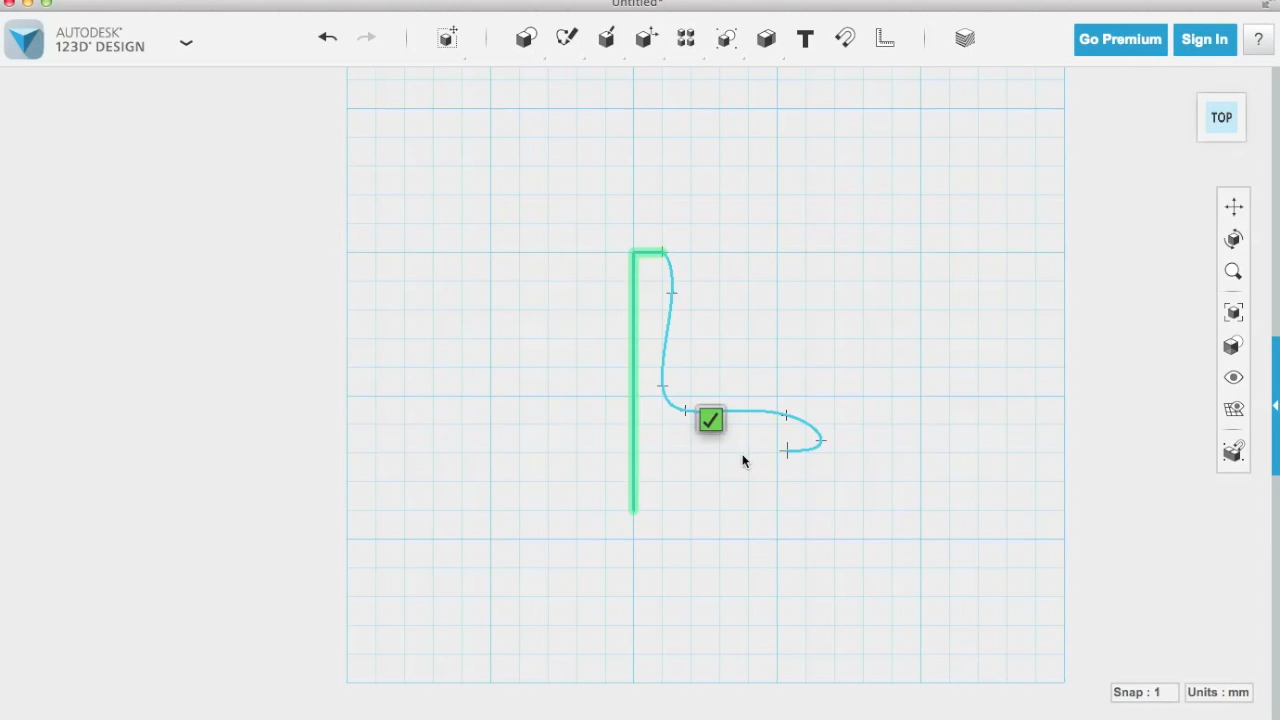 Untitled*
AUTODESK®
123D® DESIGN
T
Go Premium
Sign In
?
TOP
Snap : 1
Units : mm